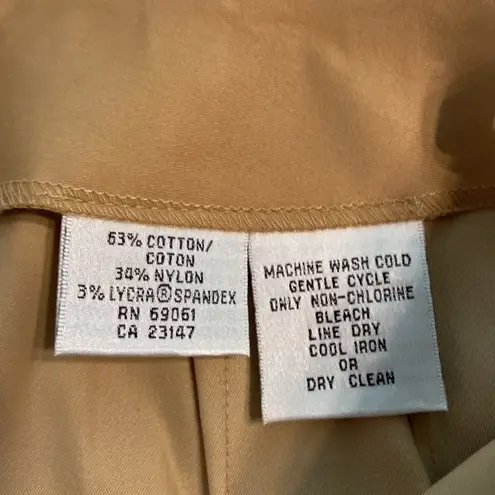 63% COTTON/
COTON
34% NYLON
3% LYCRA® SPANDEX
RN 69061
CA 23147
MACHINE WASH COLD
GENTLE CYCLE
ONLY NON-CHLORINE
BLEACH
LINE DRY
COOL IRON
OR
DRY CLEAN